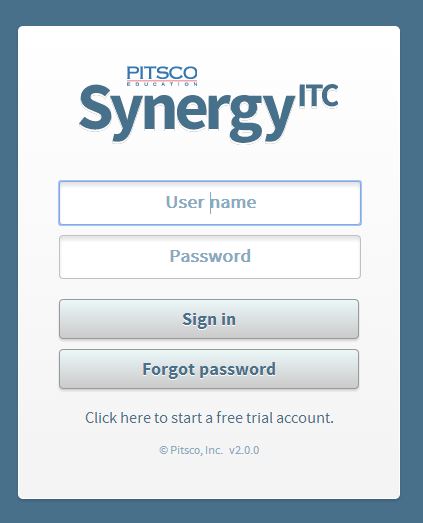 PITSCO
EDUCATION
Synergy ITC
User name
Password
Sign in
Forgot password
Click here to start a free trial account.
© Pitsco, Inc. v2.0.0